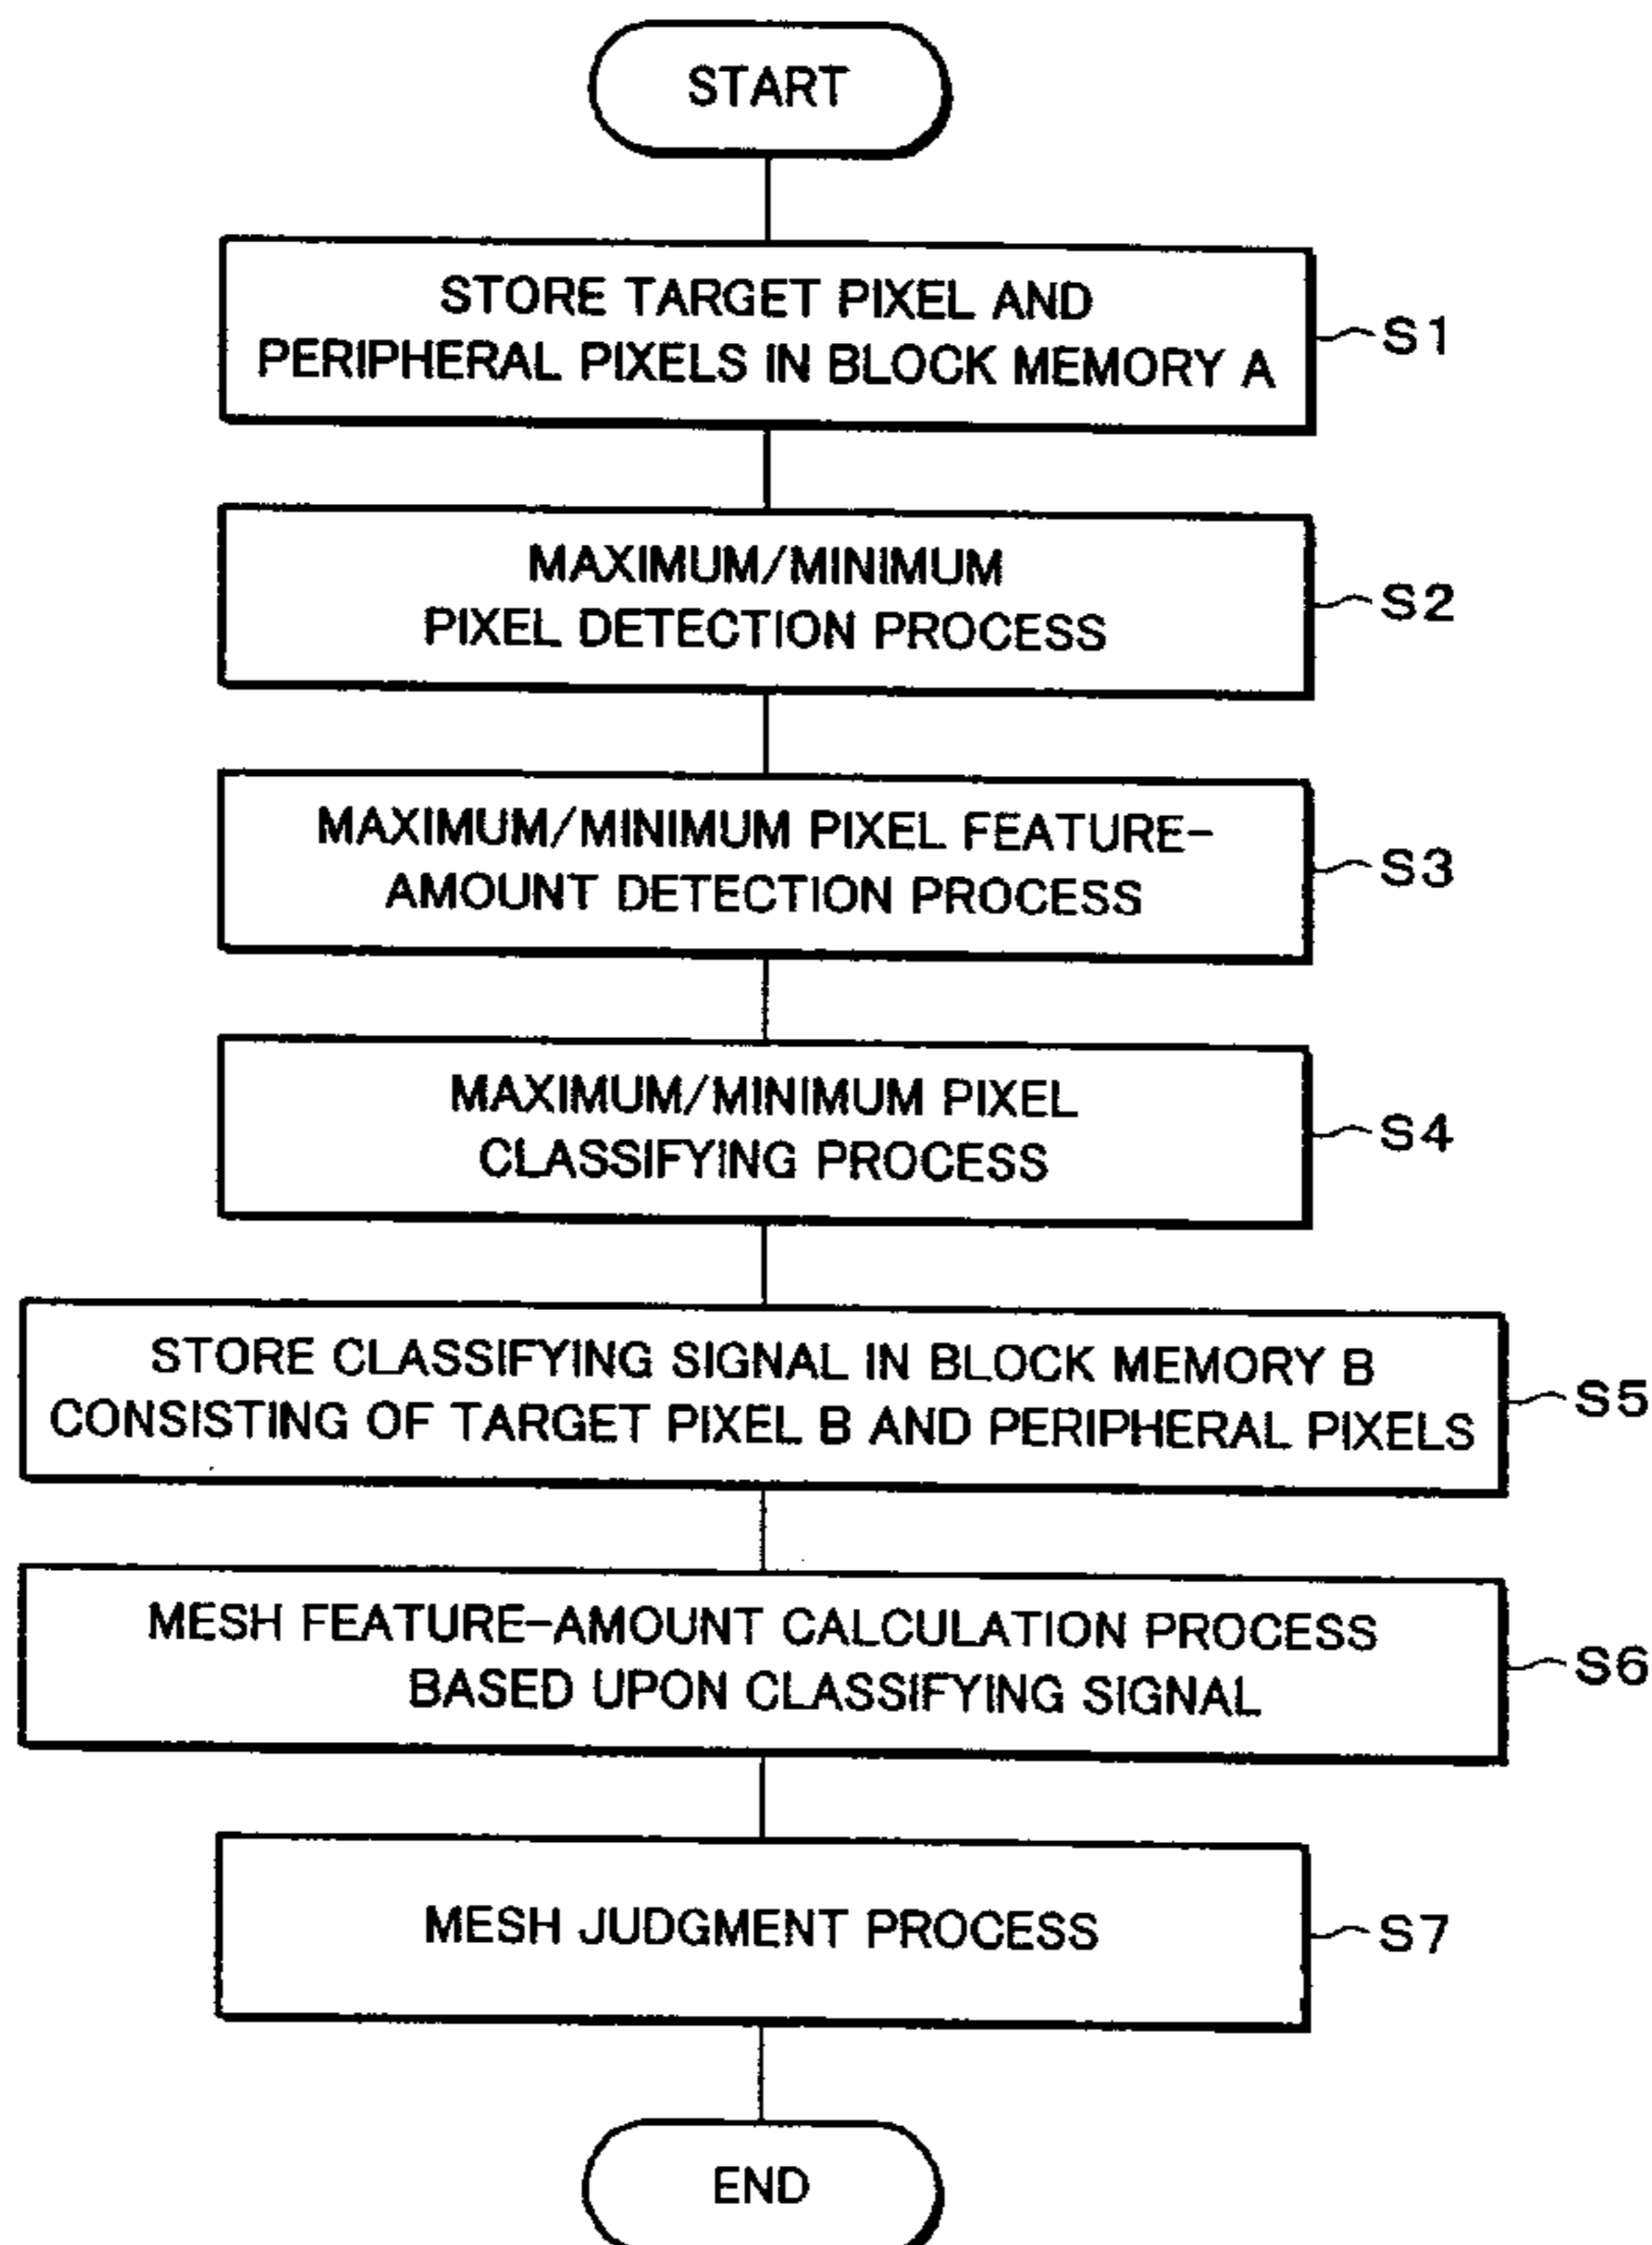 START
STORE TARGET PIXEL AND
PERIPHERAL PIXELS IN BLOCK MEMORY A
S1
MAXIMUM/MINIMUM
PIXEL DETECTION PROCESS
S2
MAXIMUM/MINIMUM PIXEL FEATURE-
AMOUNT DETECTION PROCESS
S3
MAXIMUM/MINIMUM PIXEL
CLASSIFYING PROCESS
S4
STORE CLASSIFYING SIGNAL IN BLOCK MEMORY B
CONSISTING OF TARGET PIXEL B AND PERIPHERAL PIXELS
S5
MESH FEATURE-AMOUNT CALCULATION PROCESS
BASED UPON CLASSIFYING SIGNAL
S6
MESH JUDGMENT PROCESS
S7
END